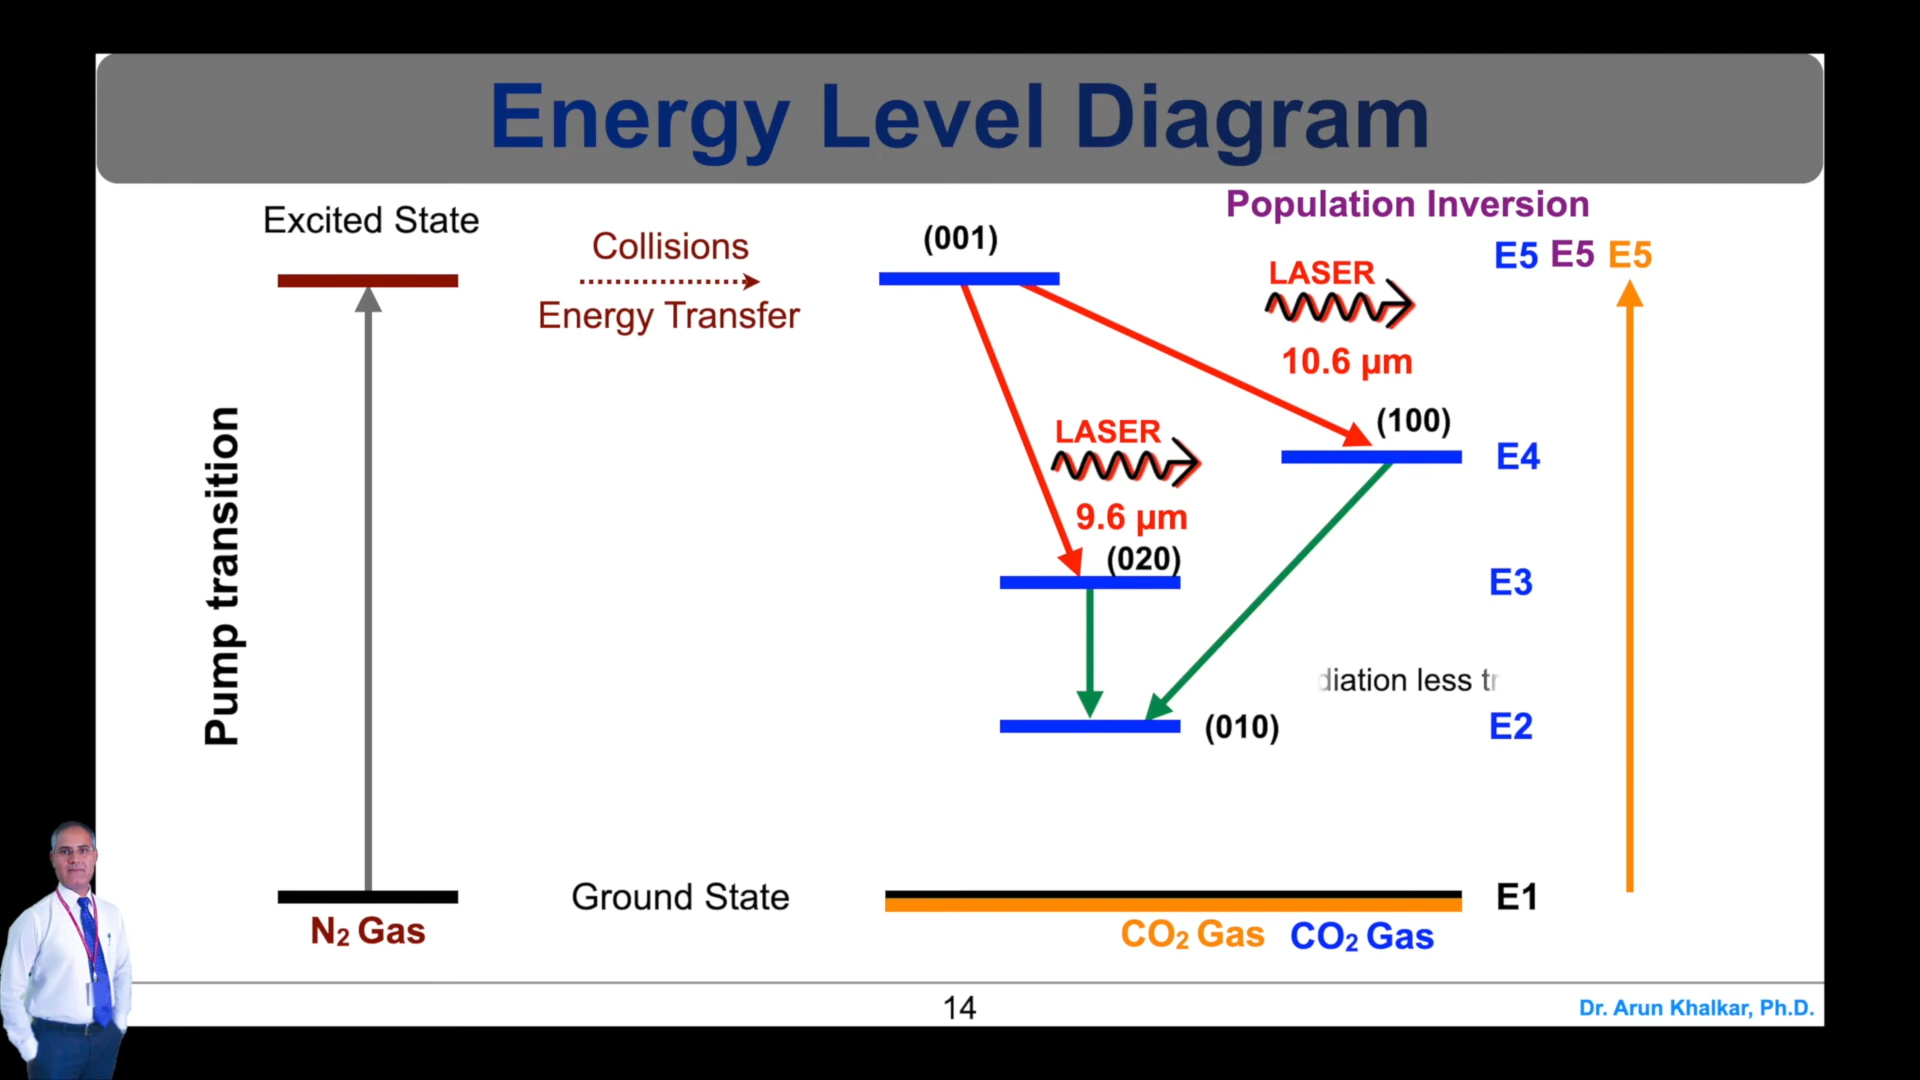 Energy Level Diagram
Population Inversion
Excited State
(001)
Collisions
E5 E5 E5
LASER
Energy Transfer
10.6 µm
(100)
LASER
E4
Pump transition
9.6 µm
(020)
E3
less
(010)
E2
Ground State
E1
N₂ Gas
CO₂ Gas CO₂ Gas
14
Dr. Arun Khalkar, Ph.D.